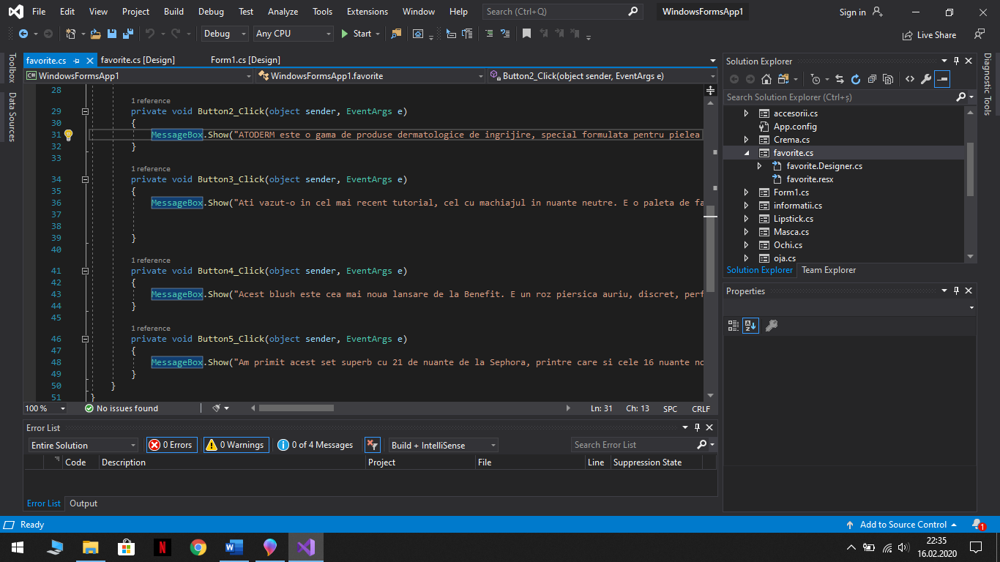 File Edit View Project Build Debug Test Analyze Tools Extensions Window Help Search (Ctrl+Q) WindowsFormsApp1 Sign in
Debug Any CPU Start Live Share
Toolbox
Data Sources
favorite.cs favorite.cs [Design] Form1.cs [Design]
C# WindowsFormsApp1 WindowsFormsApp1.favorite Button2_Click(object sender, EventArgs e)
28
1 reference
29 private void Button2_Click(object sender, EventArgs e)
30 {
31 MessageBox.Show("ATODERM este o gama de produse dermatologice de ingrijire, special formulata pentru pielea
32 }
33
1 reference
34 private void Button3_Click(object sender, EventArgs e)
35 {
36 MessageBox.Show("Ati vazut-o in cel mai recent tutorial, cel cu machiajul in nuante neutre. E o paleta de fa
37
38
39 }
40
1 reference
41 private void Button4_Click(object sender, EventArgs e)
42 {
43 MessageBox.Show("Acest blush este cea mai noua lansare de la Benefit. E un roz piersica auriu, discret, perf
44 }
45
1 reference
46 private void Button5_Click(object sender, EventArgs e)
47 {
48 MessageBox.Show("Am primit acest set superb cu 21 de nuante de la Sephora, printre care si cele 16 nuante no
49 }
50 }
51 }
100 % No issues found Ln: 31 Ch: 13 SPC CRLF
Error List
Entire Solution 0 Errors 0 Warnings 0 of 4 Messages Build + IntelliSense Search Error List
Code Description Project File Line Suppression State
Error List Output
Solution Explorer
Search Solution Explorer (Ctrl+ș)
accesorii.cs
App.config
Crema.cs
favorite.cs
favorite.Designer.cs
favorite.resx
Form1.cs
informatii.cs
Lipstick.cs
Masca.cs
Ochi.cs
oja.cs
Solution Explorer Team Explorer
Properties
Diagnostic Tools
Ready Add to Source Control 1
22:35
16.02.2020